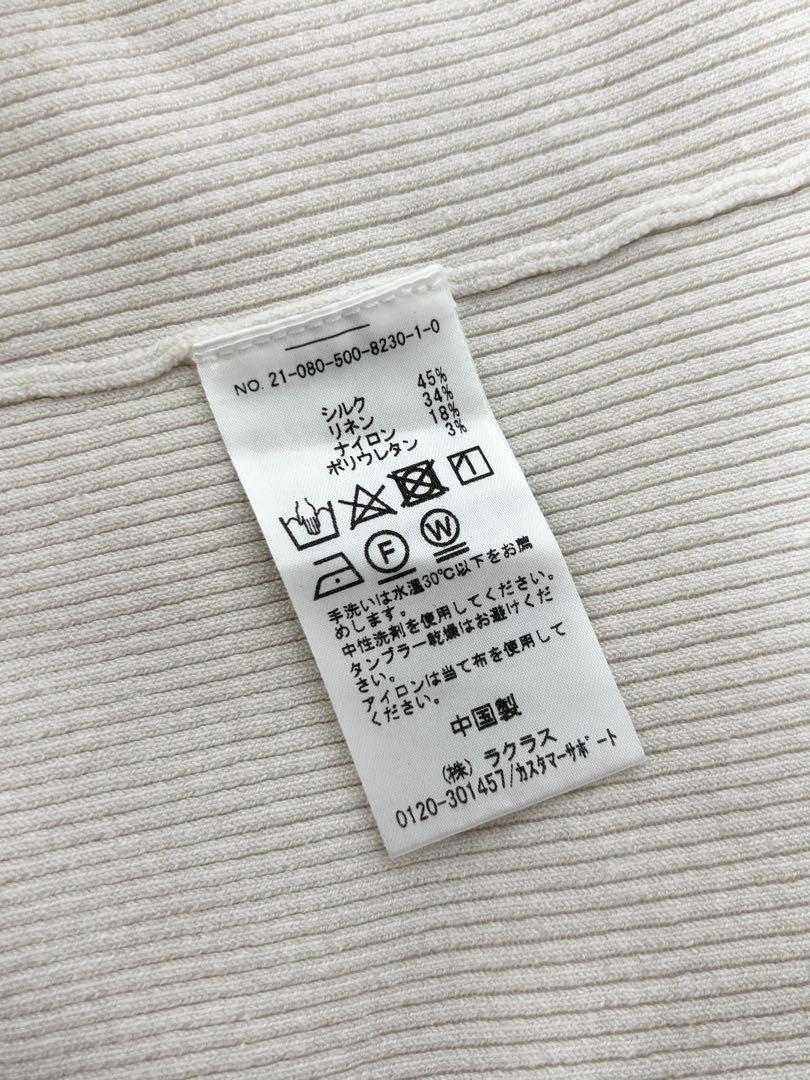 NO. 21-080-500-8230-1-0
シルク 45%
リネン 34%
ナイロン 18%
ポリウレタン 3%
F W
手洗いは水温30℃以下をお薦
めします。
中性洗剤を使用してください。
タンブラー乾燥はお避けくだ
さい。
アイロンは当て布を使用して
ください。
中国製
(株) ラクラス
0120-301457/カスタマーサポート